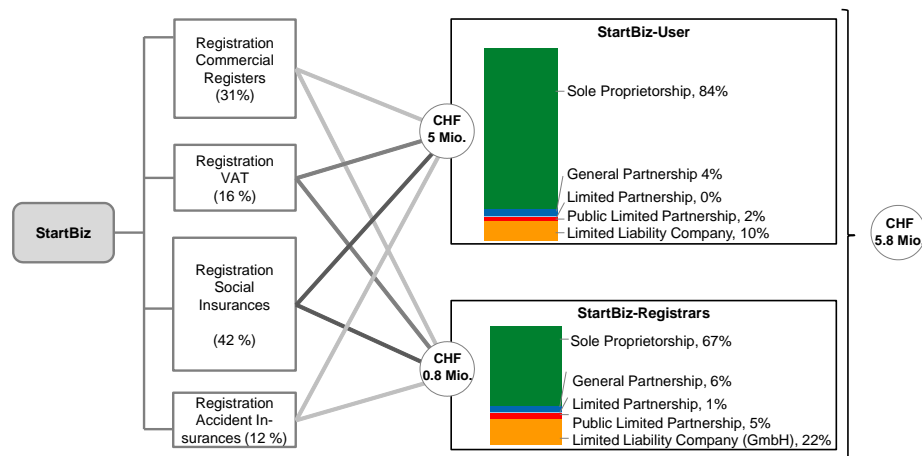 StartBiz
Registration
Commercial
Registers
(31%)
Registration
VAT
(16 %)
Registration
Social
Insurances
(42 %)
Registration
Accident In-
surances (12 %)
CHF
5 Mio.
CHF
0.8 Mio.
StartBiz-User
Sole Proprietorship, 84%
General Partnership 4%
Limited Partnership, 0%
Public Limited Partnership, 2%
Limited Liability Company, 10%
StartBiz-Registrars
Sole Proprietorship, 67%
General Partnership, 6%
Limited Partnership, 1%
Public Limited Partnership, 5%
Limited Liability Company (GmbH), 22%
CHF
5.8 Mio.